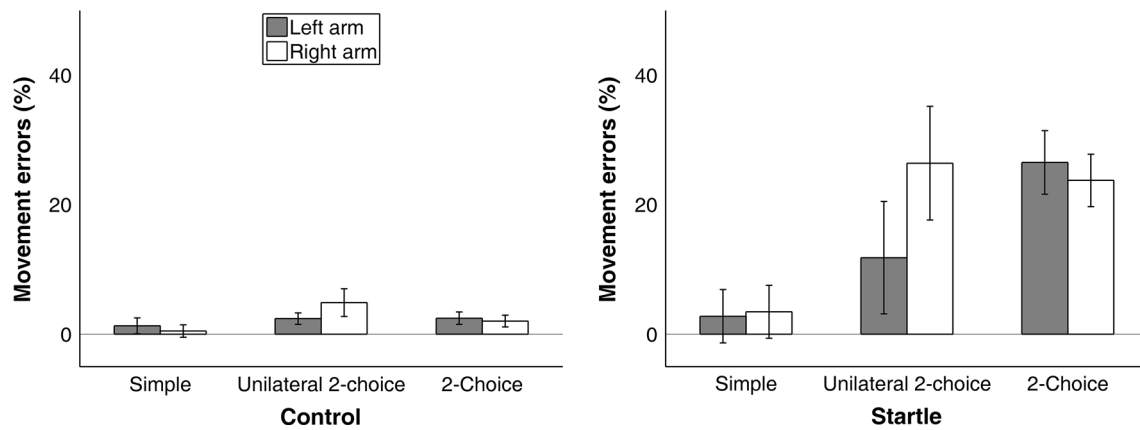 Movement errors (%)
40
20
0
Left arm
Right arm
Simple
Unilateral 2-choice
2-Choice
Control
Movement errors (%)
40
20
0
Simple
Unilateral 2-choice
2-Choice
Startle